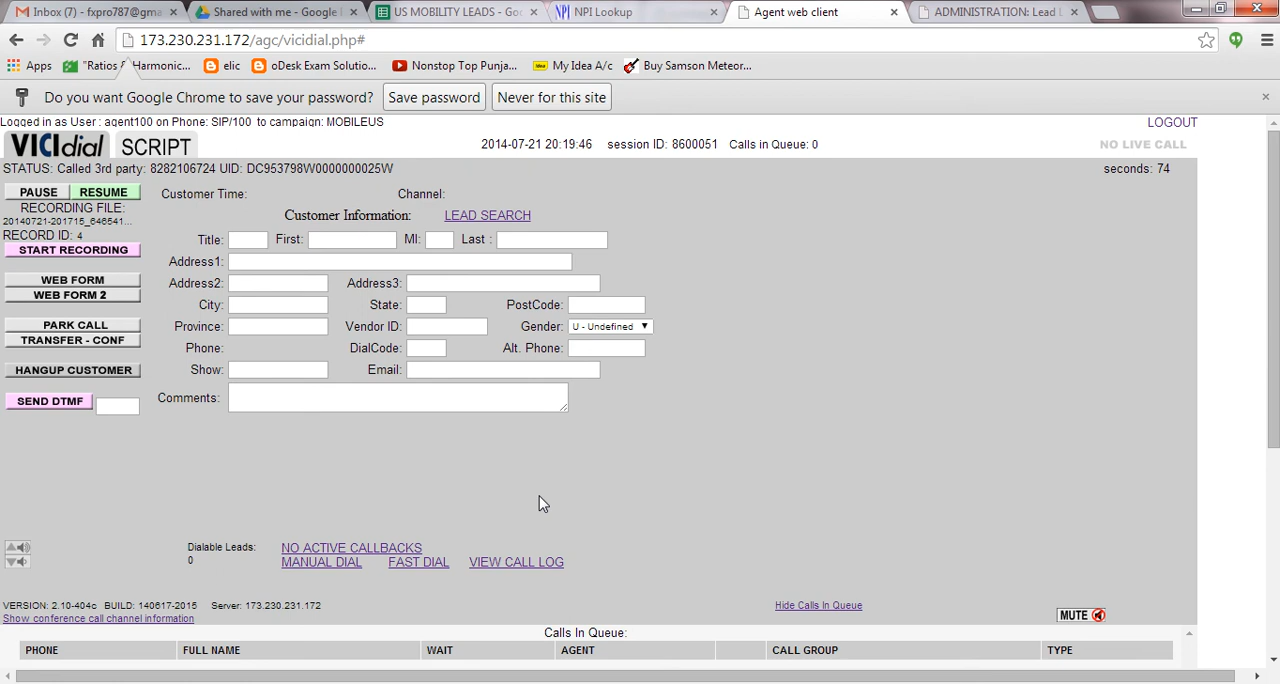 Inbox (7) - fxpro787@gma
Shared with me - Google
US MOBILITY LEADS - Go
NPI Lookup
Agent web client
ADMINISTRATION: Lead L
173.230.231.172/agc/vicidial.php#
Apps
"Ratios & Harmonic...
elic
oDesk Exam Solutio...
Nonstop Top Punja...
My Idea A/c
Buy Samson Meteor...
Do you want Google Chrome to save your password?
Save password
Never for this site
Logged in as User : agent100 on Phone: SIP/100 to campaign: MOBILEUS
LOGOUT
VICIdial
SCRIPT
2014-07-21 20:19:46 session ID: 8600051 Calls in Queue: 0
NO LIVE CALL
STATUS: Called 3rd party: 8282106724 UID: DC953798W0000000025W
seconds: 74
PAUSE
RESUME
Customer Time:
Channel:
RECORDING FILE:
20140721-201715_646541...
RECORD ID: 4
START RECORDING
WEB FORM
WEB FORM 2
PARK CALL
TRANSFER - CONF
HANGUP CUSTOMER
SEND DTMF
Customer Information:
LEAD SEARCH
Title:
First:
MI:
Last :
Address1:
Address2:
Address3:
City:
State:
PostCode:
Province:
Vendor ID:
Gender:
U - Undefined
Phone:
DialCode:
Alt. Phone:
Show:
Email:
Comments:
Dialable Leads:
0
NO ACTIVE CALLBACKS
MANUAL DIAL
FAST DIAL
VIEW CALL LOG
VERSION: 2.10-404c BUILD: 140617-2015 Server: 173.230.231.172
Hide Calls In Queue
Show conference call channel information
MUTE
Calls In Queue:
PHONE
FULL NAME
WAIT
AGENT
CALL GROUP
TYPE